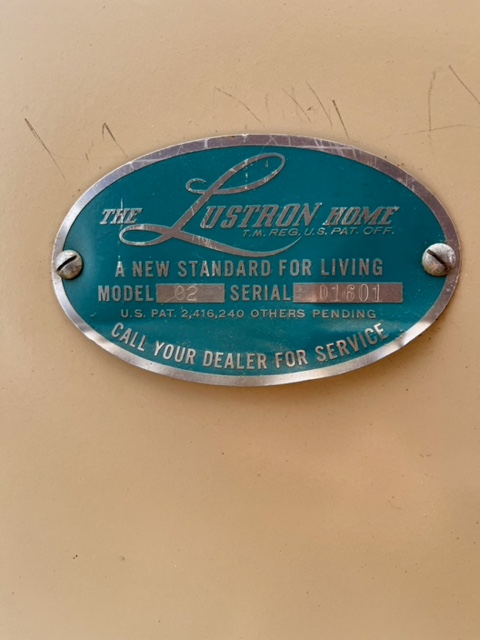 THE LUSTRON HOME
T.M. REG. U.S. PAT. OFF.
A NEW STANDARD FOR LIVING
MODEL 02 SERIAL 01601
U.S. PAT. 2,416,240 OTHERS PENDING
CALL YOUR DEALER FOR SERVICE